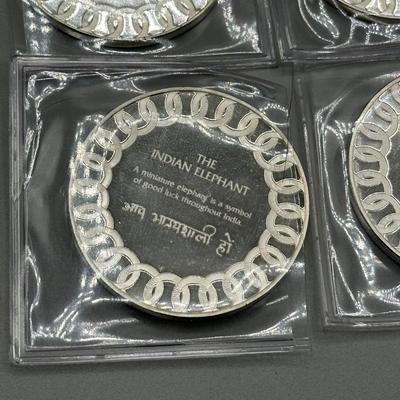 THE
INDIAN ELEPHANT
A miniature elephant is a symbol
of good luck throughout India.
आप भाग्यशाली हों